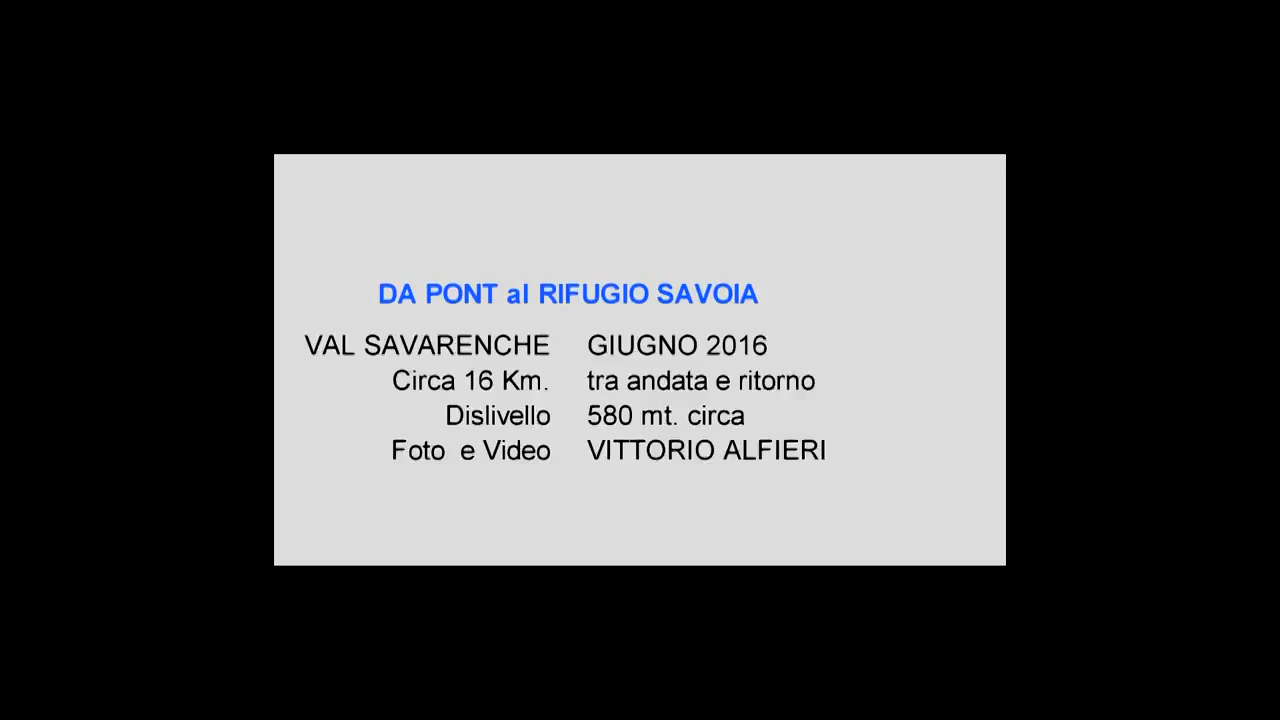 DA PONT al RIFUGIO SAVOIA
VAL SAVARENCHE GIUGNO 2016
Circa 16 Km. tra andata e ritorno
Dislivello 580 mt. circa
Foto e Video VITTORIO ALFIERI